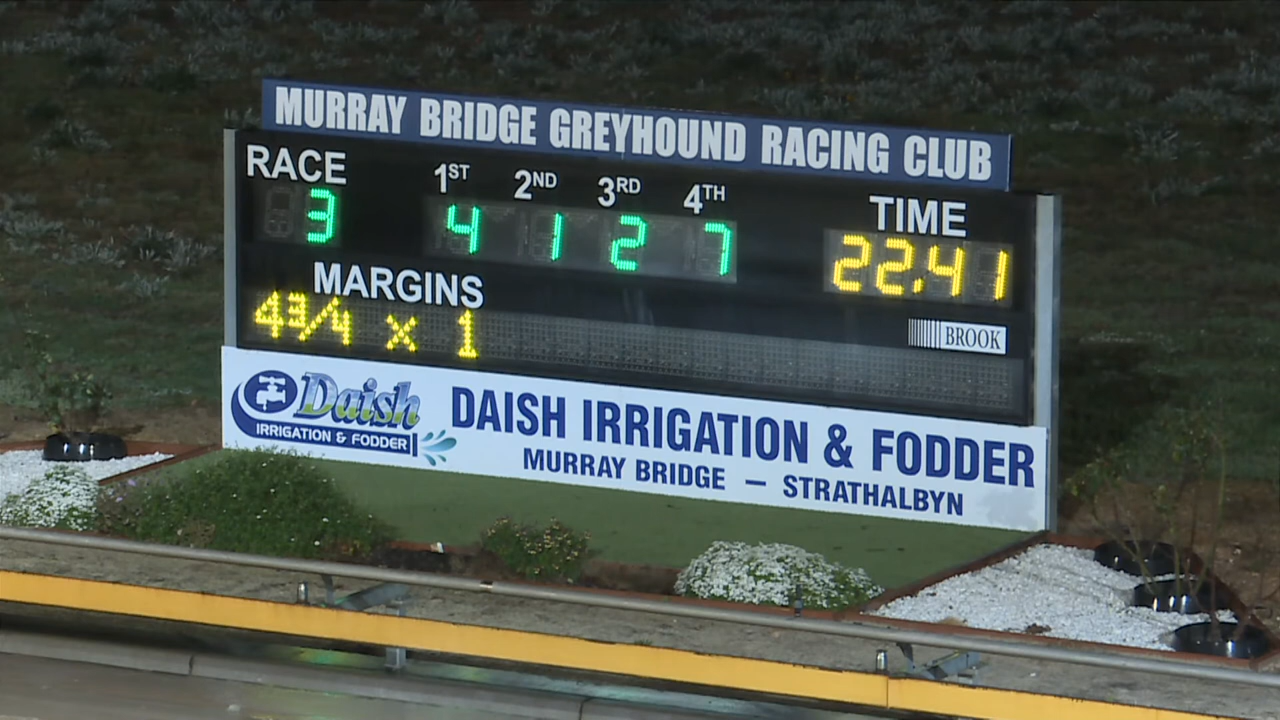 MURRAY BRIDGE GREYHOUND RACING CLUB
RACE 1ST 2ND 3RD 4TH TIME
3 4 1 2 7 22.41
MARGINS
4¾ x 1
BROOK
Daish
IRRIGATION & FODDER
DAISH IRRIGATION & FODDER
MURRAY BRIDGE — STRATHALBYN